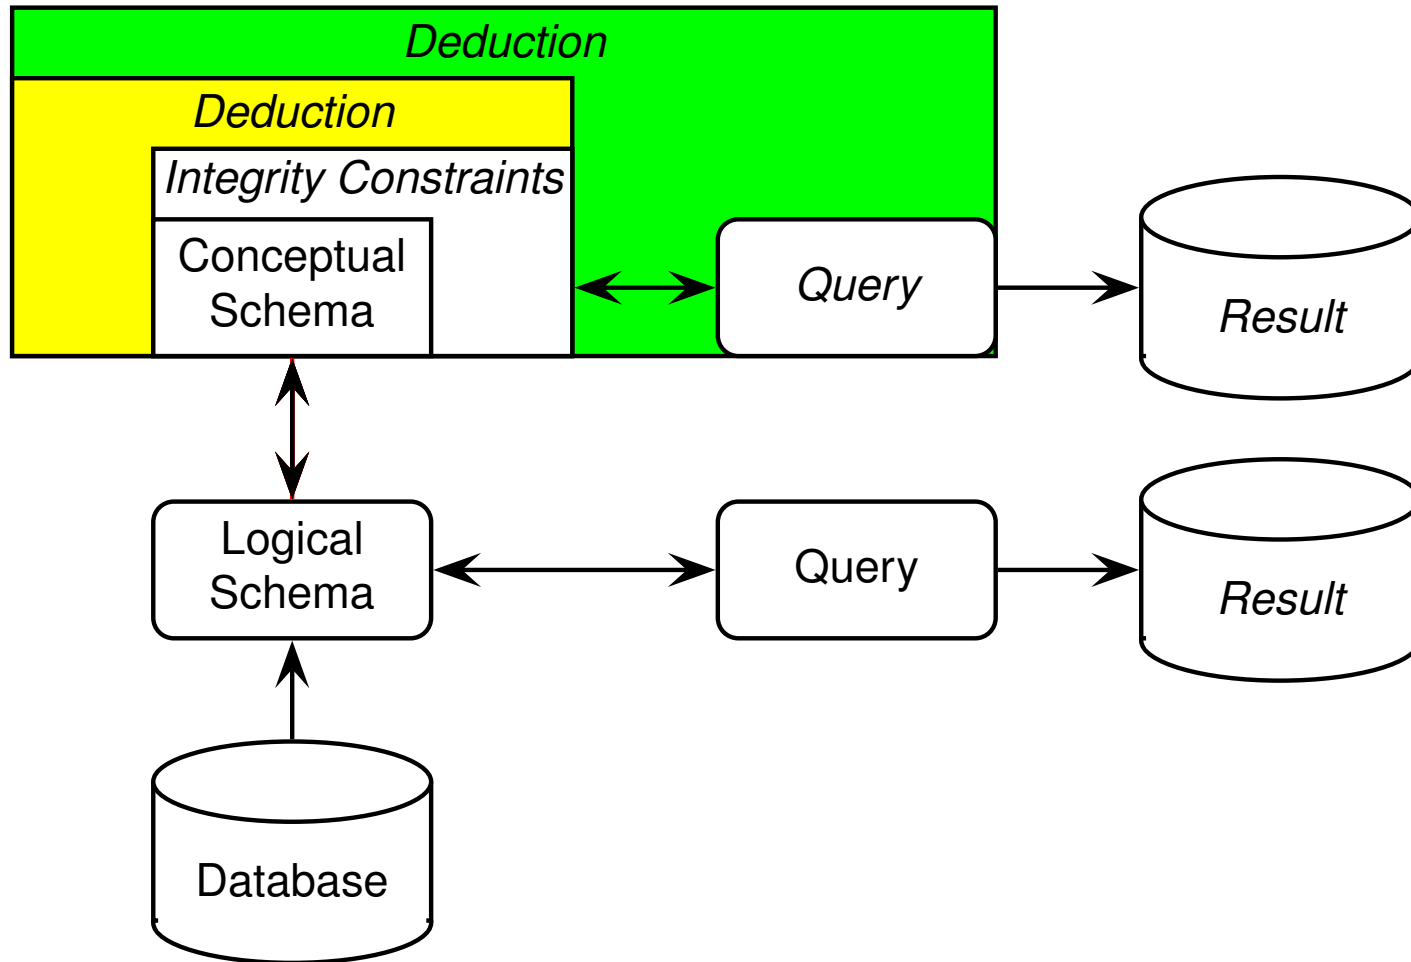 Deduction
Deduction
Integrity Constraints
Conceptual
Schema
Query
Result
Logical
Schema
Query
Result
Database